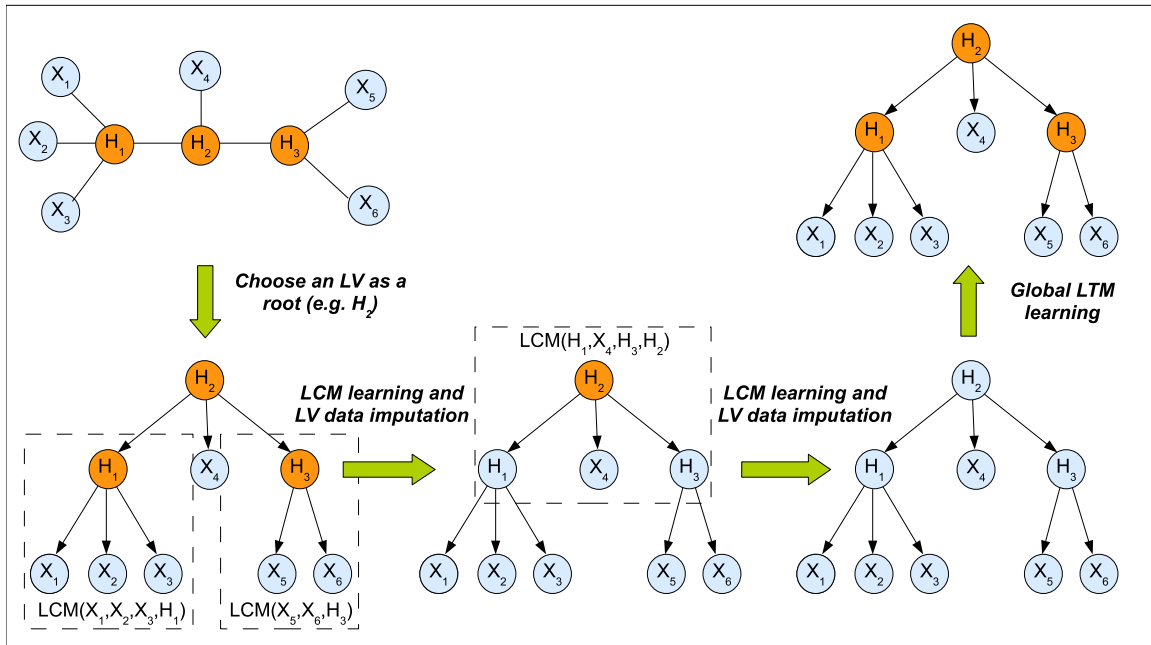 X₁
X₄
X₅
X₂
H₁
H₂
H₃
X₃
X₆
Choose an LV as a
root (e.g. H₂)
H₂
H₁
X₄
H₃
X₁
X₂
X₃
X₅
X₆
LCM(X₁,X₂,X₃,H₁)
LCM(X₅,X₆,H₃)
LCM learning and
LV data imputation
LCM(H₁,X₄,H₃,H₂)
H₂
H₁
X₄
H₃
X₁
X₂
X₃
X₅
X₆
LCM learning and
LV data imputation
H₂
H₁
X₄
H₃
X₁
X₂
X₃
X₅
X₆
Global LTM
learning
H₂
H₁
X₄
H₃
X₁
X₂
X₃
X₅
X₆